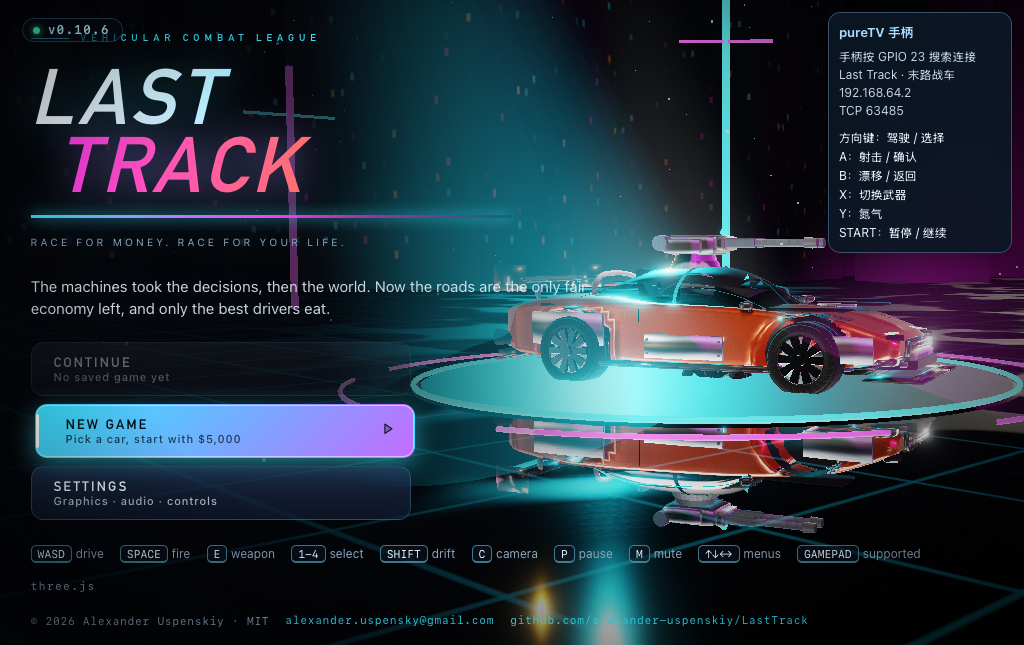 v0.10.6
VEHICULAR COMBAT LEAGUE
LAST
TRACK
RACE FOR MONEY. RACE FOR YOUR LIFE.
The machines took the decisions, then the world. Now the roads are the only fair
economy left, and only the best drivers eat.
CONTINUE
No saved game yet
NEW GAME
Pick a car, start with $5,000
SETTINGS
Graphics · audio · controls
WASD drive SPACE fire E weapon 1–4 select SHIFT drift C camera P pause M mute ↑↓↔ menus GAMEPAD supported
three.js
© 2026 Alexander Uspenskiy · MIT alexander.uspensky@gmail.com github.com/alexander-uspenskiy/LastTrack
pureTV 手柄
手柄按 GPIO 23 搜索连接
Last Track · 末路战车
192.168.64.2
TCP 63485
方向键：驾驶 / 选择
A：射击 / 确认
B：漂移 / 返回
X：切换武器
Y：氮气
START：暂停 / 继续